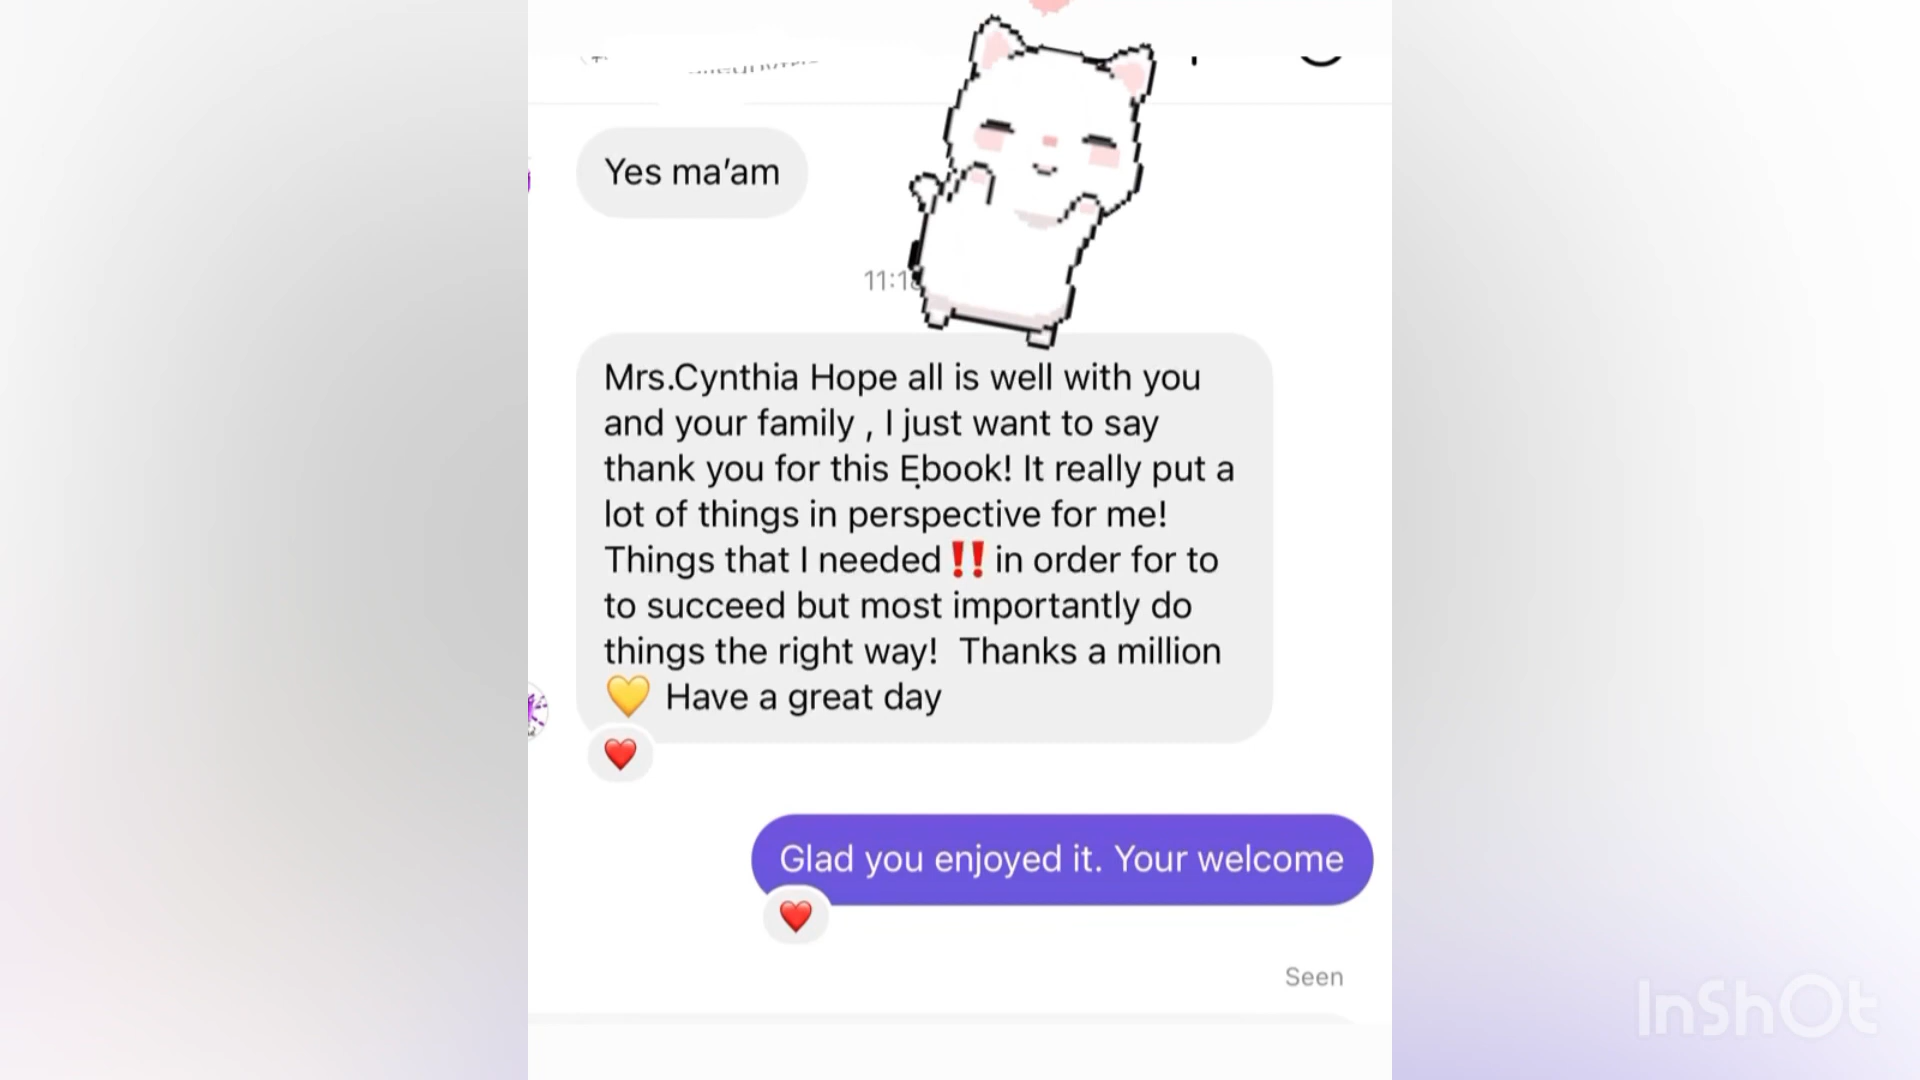 Yes ma’am
Mrs.Cynthia Hope all is well with you
and your family , I just want to say
thank you for this Ebook! It really put a
lot of things in perspective for me!
Things that I needed‼️in order for to
to succeed but most importantly do
things the right way!  Thanks a million
💛 Have a great day
❤️
Glad you enjoyed it. Your welcome
❤️
Seen
InShOt